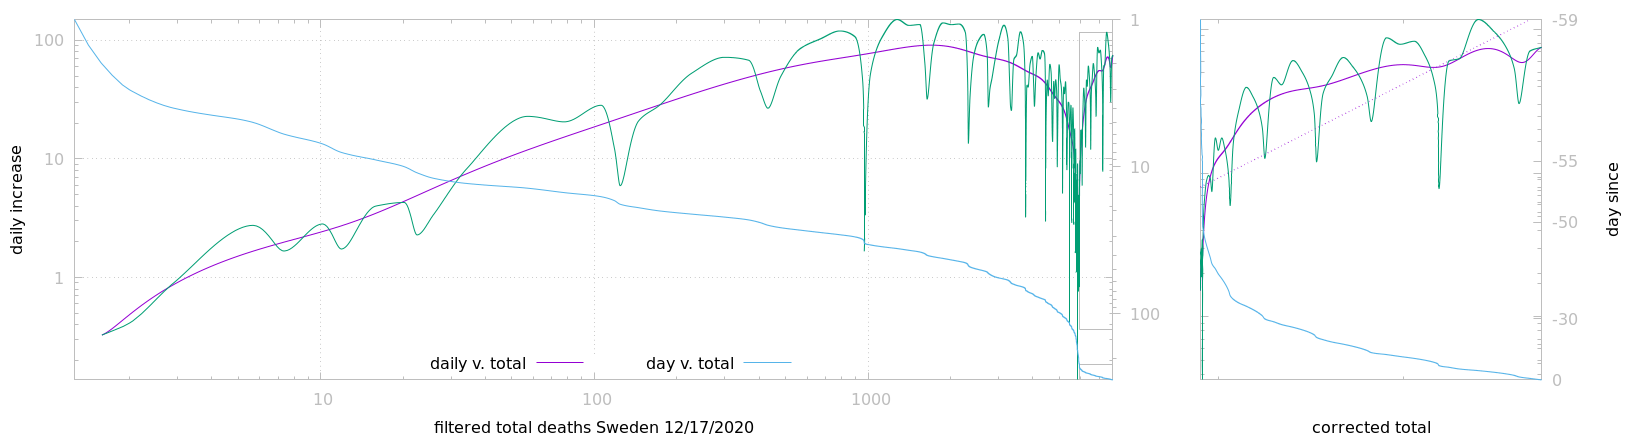 100
10
1
daily increase
daily v. total
day v. total
10
100
1000
filtered total deaths Sweden 12/17/2020
1
10
100
-59
-55
-50
-30
0
day since
corrected total